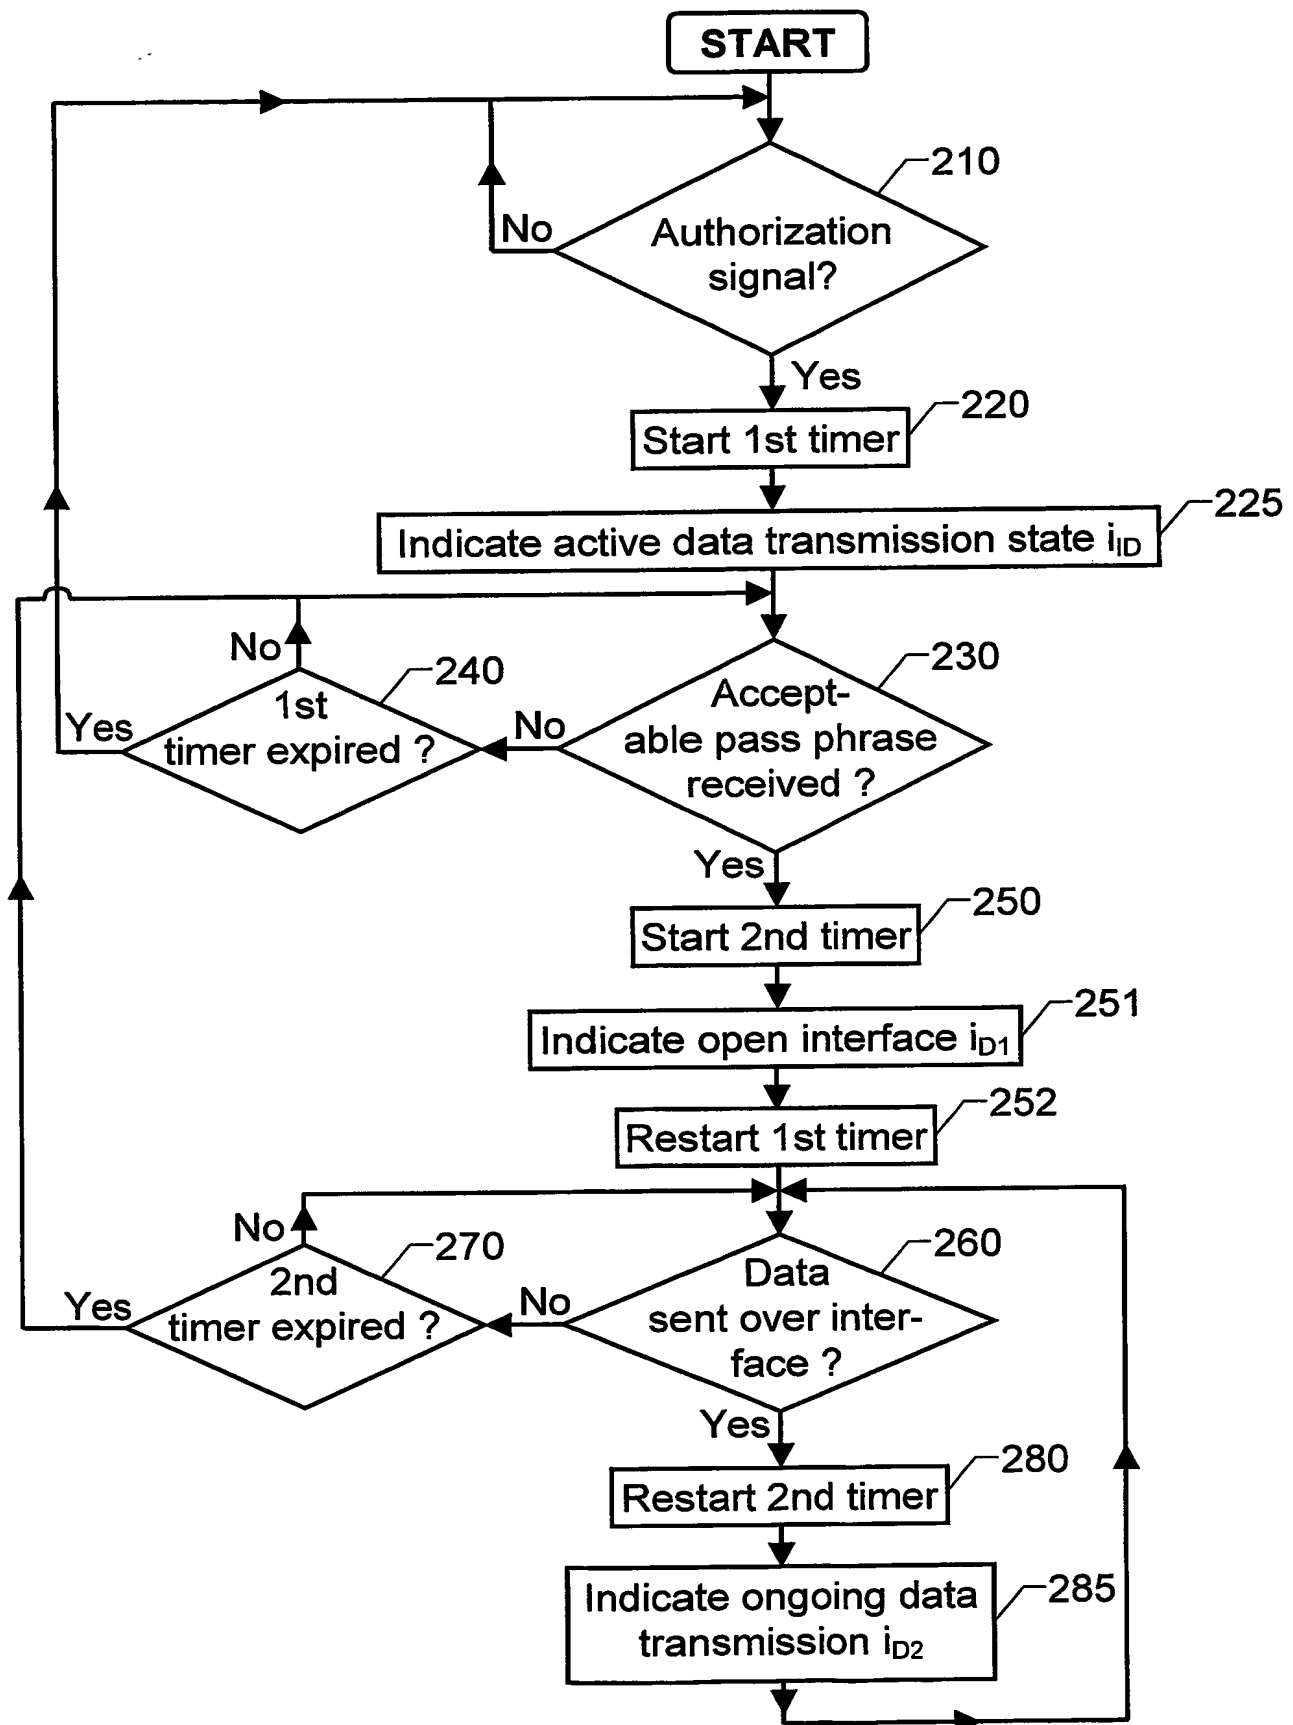 START
210
Authorization
signal?
No
Yes
220
Start 1st timer
225
Indicate active data transmission state iID
No
240
1st
timer expired ?
Yes
No
230
Accept-
able pass phrase
received ?
Yes
250
Start 2nd timer
251
Indicate open interface iD1
252
Restart 1st timer
No
270
2nd
timer expired ?
Yes
No
260
Data
sent over inter-
face ?
Yes
280
Restart 2nd timer
285
Indicate ongoing data
transmission iD2